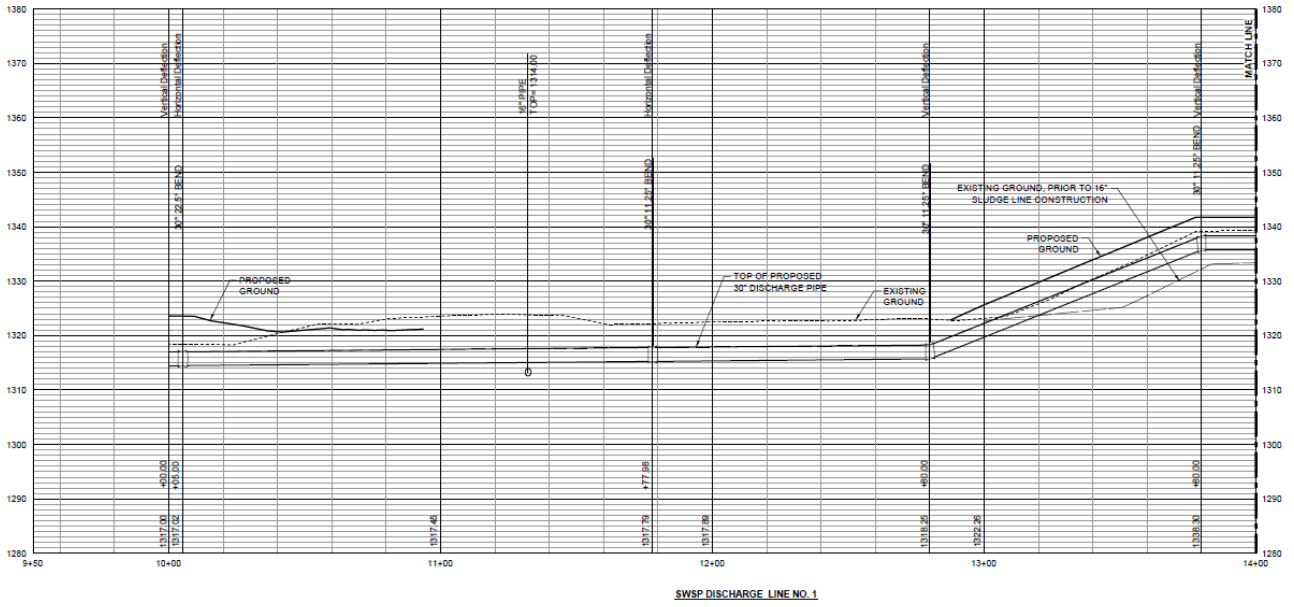 1380
1370
1360
1350
1340
1330
1320
1310
1300
1290
1280
1380
1370
1360
1350
1340
1330
1320
1310
1300
1290
1280
Vertical Deflection
Horizontal Deflection
30" 22.5° BEND
16" PIPE
TOP= 1314.00
Horizontal Deflection
30" 11.25° BEND
Vertical Deflection
30" 11.25° BEND
Vertical Deflection
30" 11.25° BEND
MATCH LINE
EXISTING GROUND, PRIOR TO 16"
SLUDGE LINE CONSTRUCTION
PROPOSED
GROUND
PROPOSED
GROUND
TOP OF PROPOSED
30" DISCHARGE PIPE
EXISTING
GROUND
+00.00
+05.00
+77.98
+80.00
+80.00
1317.00
1317.02
1317.45
1317.79
1317.89
1318.25
1322.26
1338.30
9+50
10+00
11+00
12+00
13+00
14+00
SWSP DISCHARGE LINE NO. 1